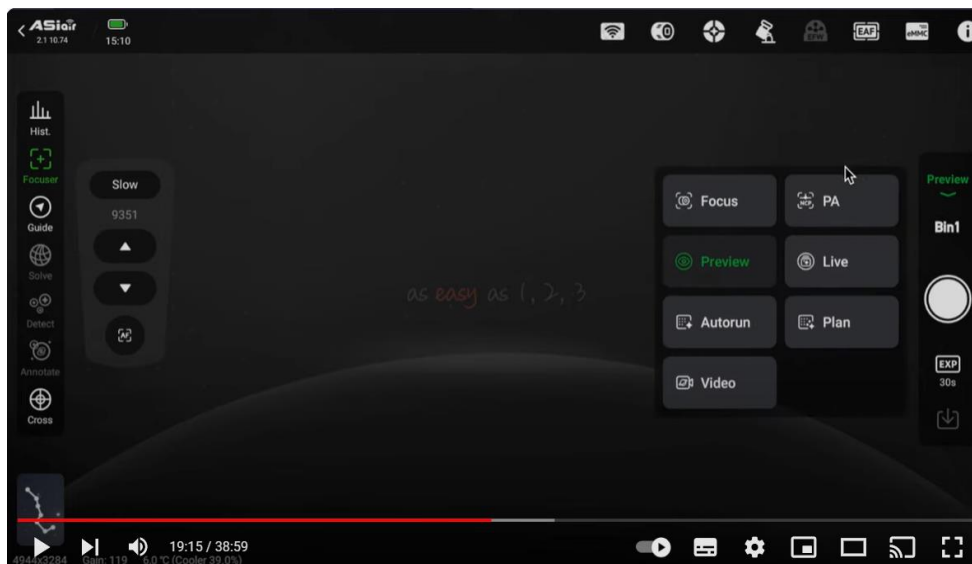 ASiair
2.1 10.74
15:10
EFW
EAF
eMMC
Hist.
Focuser
Guide
Solve
Detect
Annotate
Cross
Slow
9351
AF
as easy as 1, 2, 3
Focus
PA
Preview
Live
Autorun
Plan
Video
Preview
Bin1
EXP
30s
19:15 / 38:59
4944x3284 Gain: 119 6.0 °C (Cooler 39.0%)